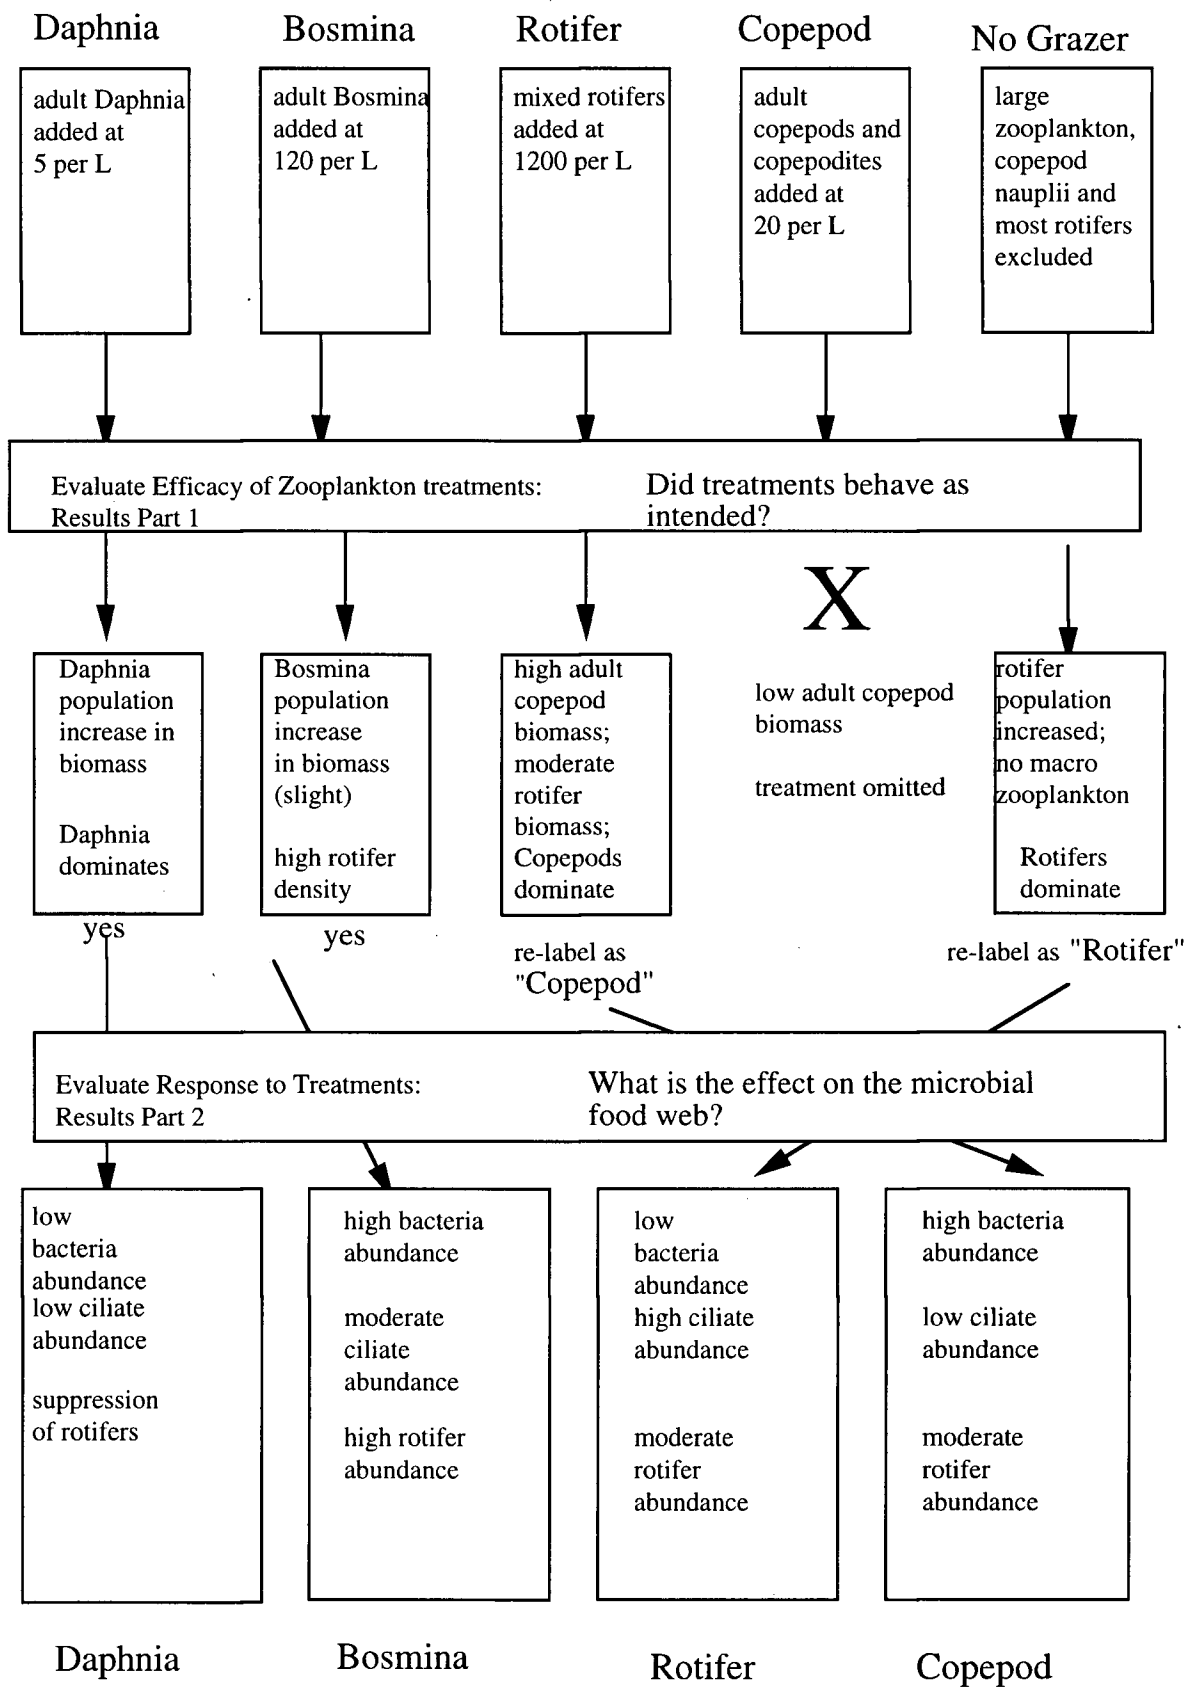 Daphnia
Bosmina
Rotifer
Copepod
No Grazer
adult Daphnia
added at
5 per L
adult Bosmina
added at
120 per L
mixed rotifers
added at
1200 per L
adult
copepods and
copepodites
added at
20 per L
large
zooplankton,
copepod
nauplii and
most rotifers
excluded
Evaluate Efficacy of Zooplankton treatments:
Results Part 1
Did treatments behave as
intended?
X
Daphnia
population
increase in
biomass
Daphnia
dominates
yes
Bosmina
population
increase
in biomass
(slight)
high rotifer
density
yes
high adult
copepod
biomass;
moderate
rotifer
biomass;
Copepods
dominate
re-label as
"Copepod"
low adult copepod
biomass
treatment omitted
rotifer
population
increased;
no macro
zooplankton
Rotifers
dominate
re-label as "Rotifer"
Evaluate Response to Treatments:
Results Part 2
What is the effect on the microbial
food web?
low
bacteria
abundance
low ciliate
abundance
suppression
of rotifers
high bacteria
abundance
moderate
ciliate
abundance
high rotifer
abundance
low
bacteria
abundance
high ciliate
abundance
moderate
rotifer
abundance
high bacteria
abundance
low ciliate
abundance
moderate
rotifer
abundance
Daphnia
Bosmina
Rotifer
Copepod